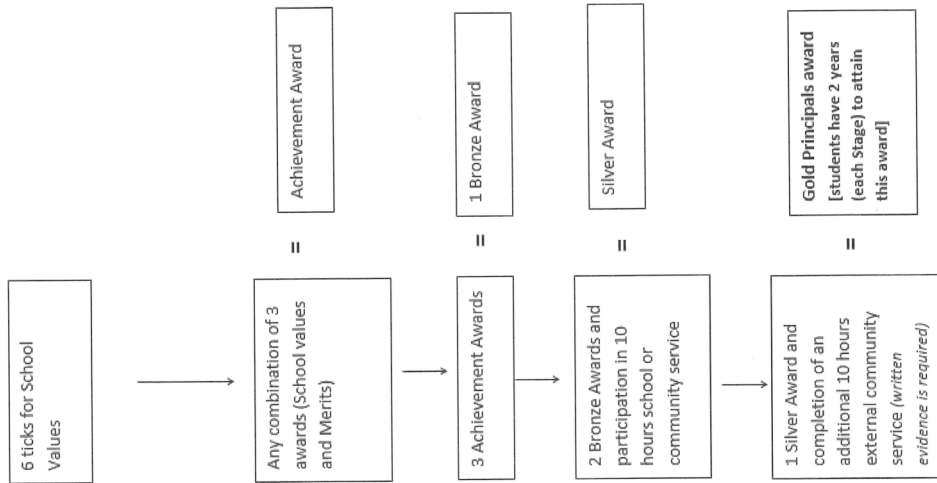 6 ticks for School
Values
Any combination of 3
awards (School values
and Merits)
=
Achievement Award
3 Achievement Awards
=
1 Bronze Award
2 Bronze Awards and
participation in 10
hours school or
community service
=
Silver Award
1 Silver Award and
completion of an
additional 10 hours
external community
service (written
evidence is required)
=
Gold Principals award
[students have 2 years
(each Stage) to attain
this award]